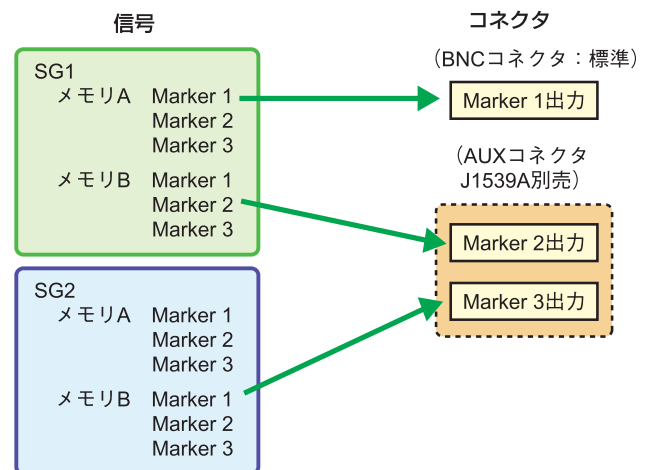 信号
SG1
メモリA Marker 1
Marker 2
Marker 3
メモリB Marker 1
Marker 2
Marker 3
SG2
メモリA Marker 1
Marker 2
Marker 3
メモリB Marker 1
Marker 2
Marker 3
コネクタ
（BNCコネクタ：標準）
Marker 1出力
（AUXコネクタ
J1539A別売）
Marker 2出力
Marker 3出力